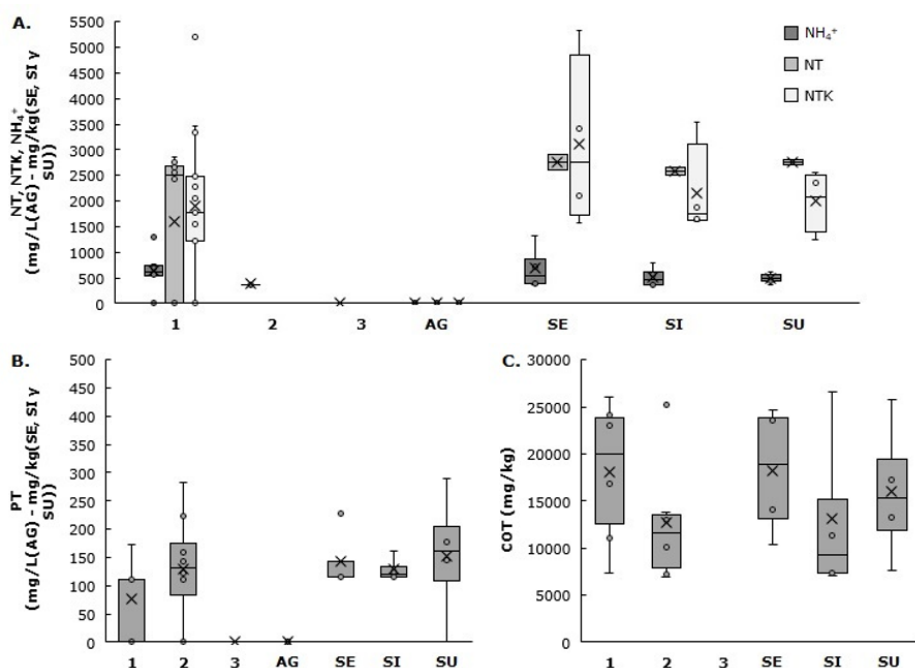 A.
NT, NTK, NH₄⁺
(mg/L(AG) - mg/kg(SE, SI y
SU))
5500
5000
4500
4000
3500
3000
2500
2000
1500
1000
500
0
1 2 3 AG SE SI SU
NH₄⁺
NT
NTK
B.
PT
(mg/L(AG) - mg/kg(SE, SI y
SU))
500
450
400
350
300
250
200
150
100
50
0
1 2 3 AG SE SI SU
C.
COT (mg/kg)
30000
25000
20000
15000
10000
5000
0
1 2 3 SE SI SU